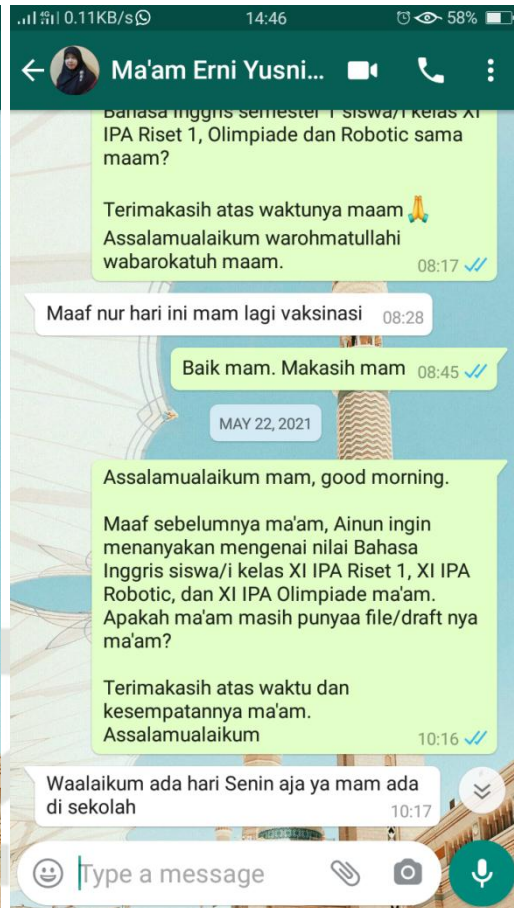 0.11KB/s 14:46 58%
Ma'am Erni Yusni...
Bahasa Inggris semester 1 siswa/i kelas XI
IPA Riset 1, Olimpiade dan Robotic sama
maam?
Terimakasih atas waktunya maam🙏
Assalamualaikum warohmatullahi
wabarokatuh maam.
08:17
Maaf nur hari ini mam lagi vaksinasi 08:28
Baik mam. Makasih mam 08:45
MAY 22, 2021
Assalamualaikum mam, good morning.
Maaf sebelumnya ma'am, Ainun ingin
menanyakan mengenai nilai Bahasa
Inggris siswa/i kelas XI IPA Riset 1, XI IPA
Robotic, dan XI IPA Olimpiade ma'am.
Apakah ma'am masih punyaa file/draft nya
ma'am?
Terimakasih atas waktu dan
kesempatannya ma'am.
Assalamualaikum 10:16
Waalaikum ada hari Senin aja ya mam ada
di sekolah 10:17
Type a message